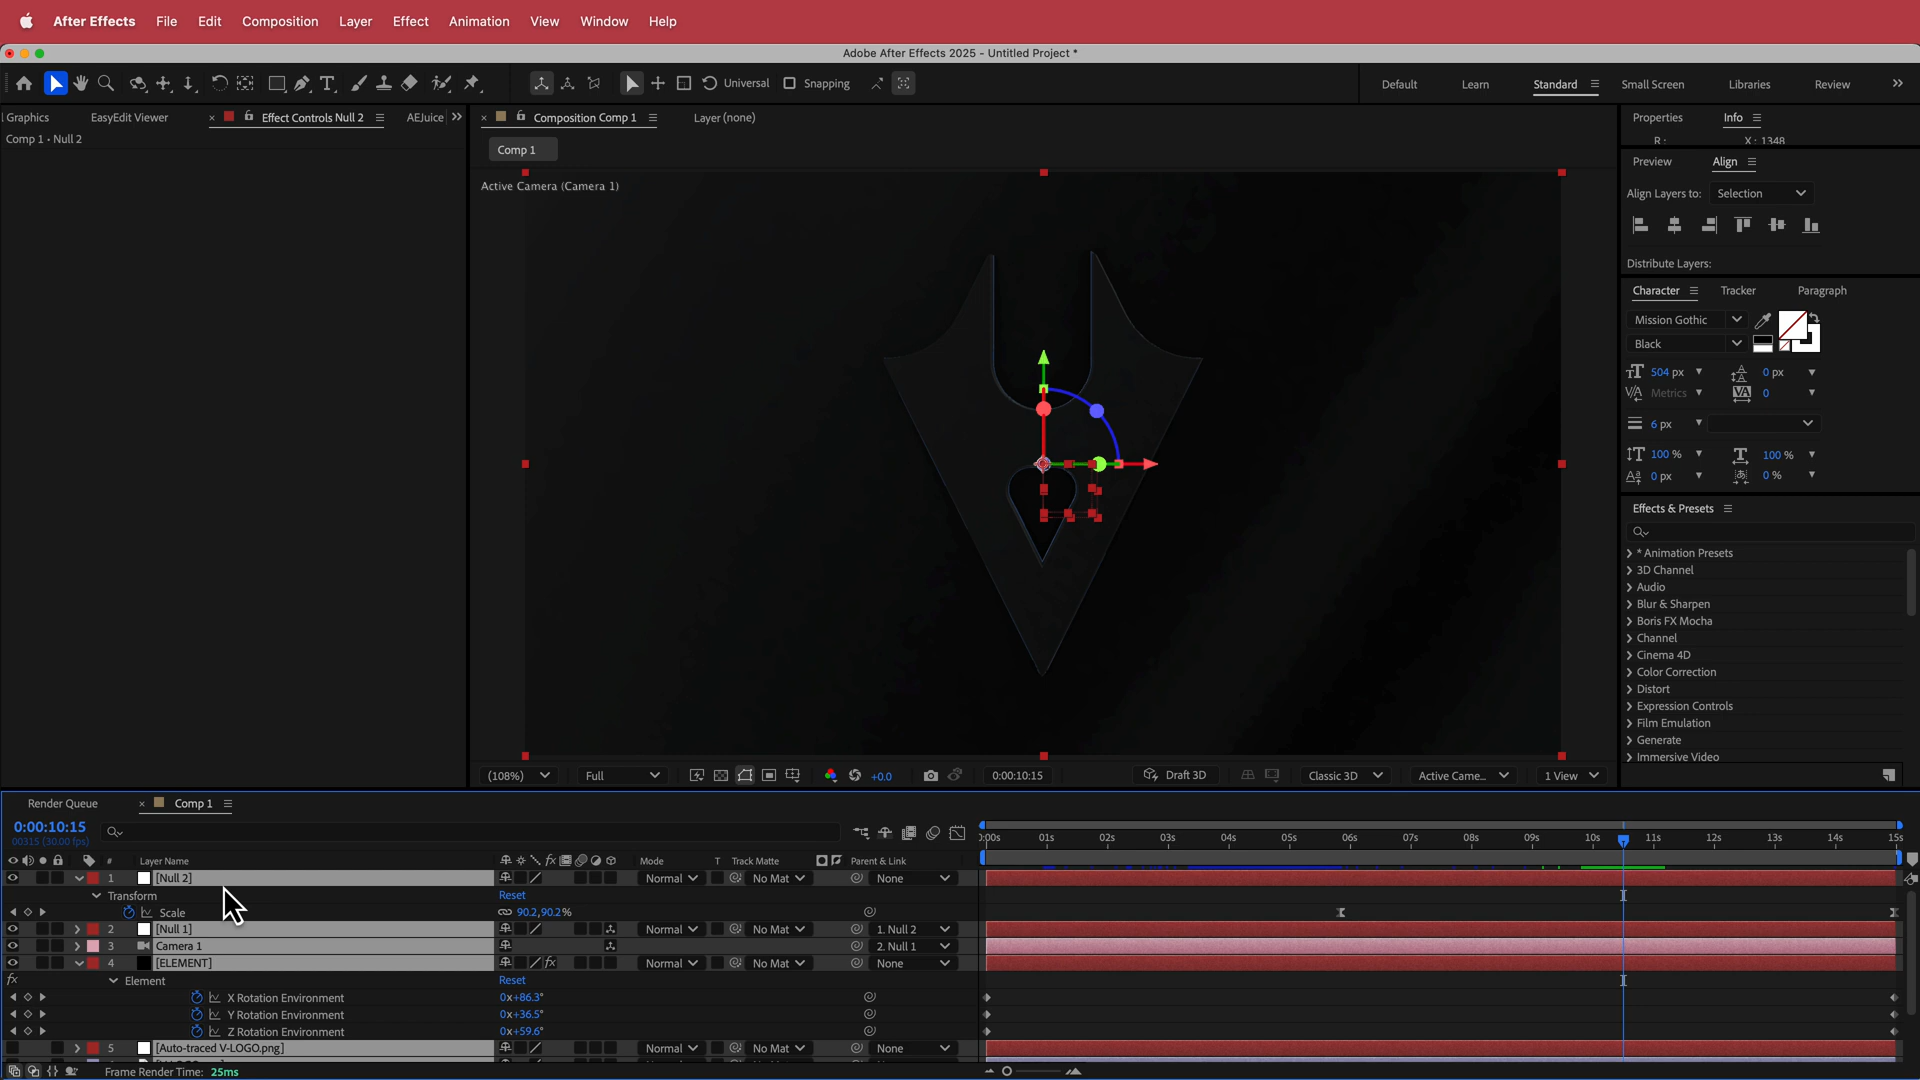 After Effects File Edit Composition Layer Effect Animation View Window Help
Adobe After Effects 2025 - Untitled Project *
Universal Snapping Default Learn Standard Small Screen Libraries Review
Graphics EasyEdit Viewer × Effect Controls Null 2 AEJuice
Comp 1 • Null 2
× Composition Comp 1 Layer (none)
Comp 1
Active Camera (Camera 1)
Properties Info
R: X: 1348
Preview Align
Align Layers to: Selection
Distribute Layers:
Character Tracker Paragraph
Mission Gothic
Black
504 px 0 px
Metrics 0
6 px
100 % 100 %
0 px 0 %
Effects & Presets
* Animation Presets
3D Channel
Audio
Blur & Sharpen
Boris FX Mocha
Channel
Cinema 4D
Color Correction
Distort
Expression Controls
Film Emulation
Generate
Immersive Video
(108%) Full +0.0 0:00:10:15 Draft 3D Classic 3D Active Came... 1 View
Render Queue × Comp 1
0:00:10:15
00315 (30.00 fps)
0:00s 01s 02s 03s 04s 05s 06s 07s 08s 09s 10s 11s 12s 13s 14s 15s
# Layer Name Mode T Track Matte Parent & Link
1 [Null 2] Normal No Mat None
Transform Reset
Scale 90.2,90.2%
2 [Null 1] Normal No Mat 1. Null 2
3 Camera 1 2. Null 1
4 [ELEMENT] fx Normal No Mat None
fx Element Reset
X Rotation Environment 0x+86.3°
Y Rotation Environment 0x+36.5°
Z Rotation Environment 0x+59.6°
5 [Auto-traced V-LOGO.png] Normal No Mat None
Frame Render Time: 25ms